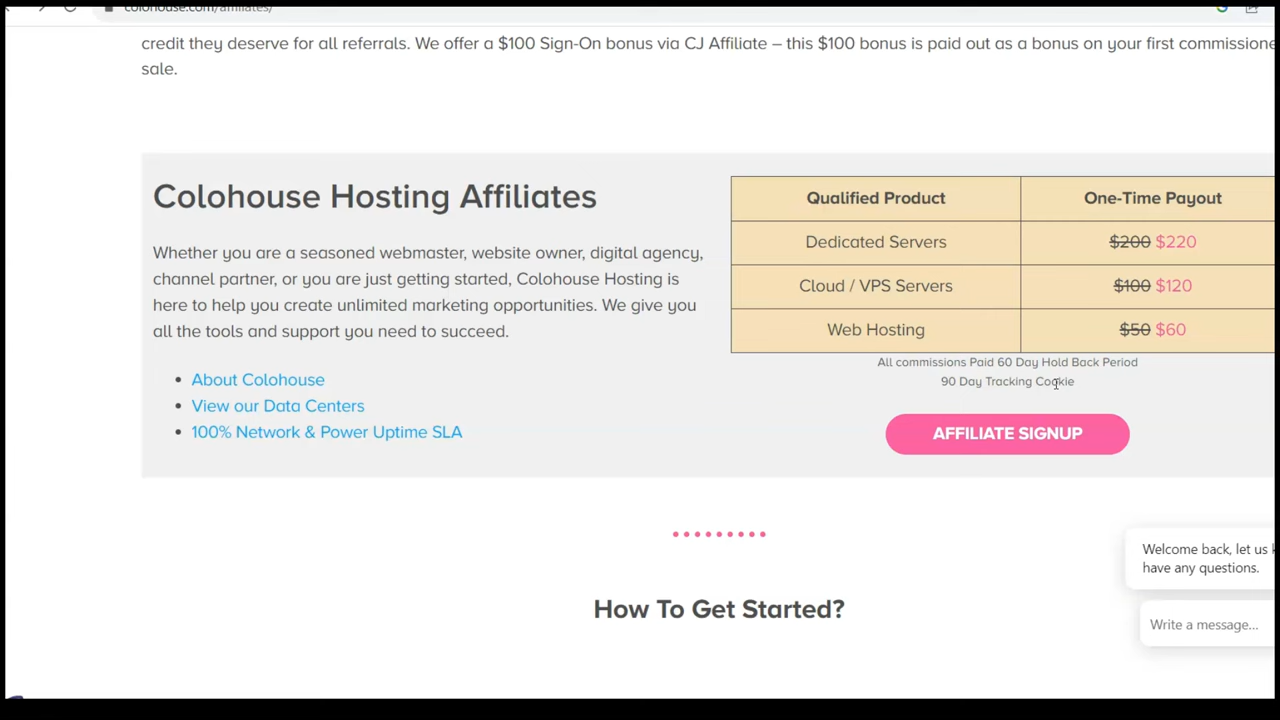 colohouse.com/affiliates/
credit they deserve for all referrals. We offer a $100 Sign-On bonus via CJ Affiliate – this $100 bonus is paid out as a bonus on your first commissione
sale.
Colohouse Hosting Affiliates
Whether you are a seasoned webmaster, website owner, digital agency,
channel partner, or you are just getting started, Colohouse Hosting is
here to help you create unlimited marketing opportunities. We give you
all the tools and support you need to succeed.
• About Colohouse
• View our Data Centers
• 100% Network & Power Uptime SLA
Qualified Product One-Time Payout
Dedicated Servers $200 $220
Cloud / VPS Servers $100 $120
Web Hosting $50 $60
All commissions Paid 60 Day Hold Back Period
90 Day Tracking Cookie
AFFILIATE SIGNUP
How To Get Started?
Welcome back, let us k
have any questions.
Write a message...